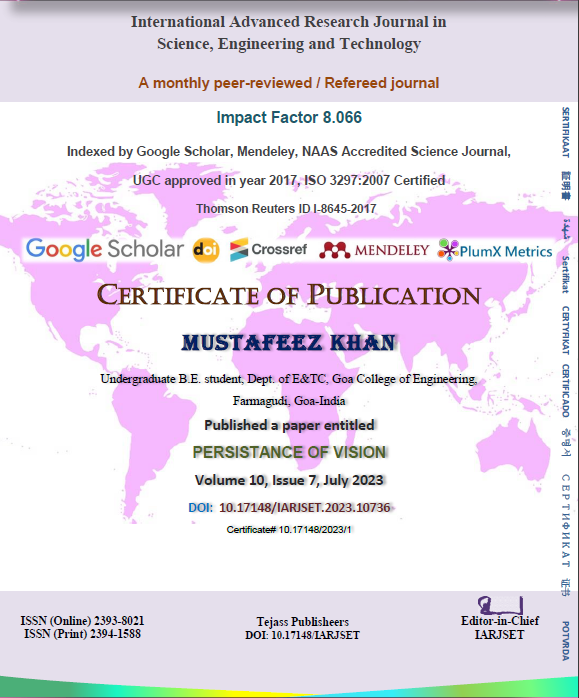 International Advanced Research Journal in
Science, Engineering and Technology
A monthly peer-reviewed / Refereed journal
Impact Factor 8.066
Indexed by Google Scholar, Mendeley, NAAS Accredited Science Journal,
UGC approved in year 2017, ISO 3297:2007 Certified
Thomson Reuters ID I-8645-2017
Google Scholar doi Crossref MENDELEY PlumX Metrics
CERTIFICATE OF PUBLICATION
MUSTAFEEZ KHAN
Undergraduate B.E. student, Dept. of E&TC, Goa College of Engineering,
Farmagudi, Goa-India
Published a paper entitled
PERSISTANCE OF VISION
Volume 10, Issue 7, July 2023
DOI: 10.17148/IARJSET.2023.10736
Certificate# 10.17148/2023/1
ISSN (Online) 2393-8021
ISSN (Print) 2394-1588
Tejass Publisheers
DOI: 10.17148/IARJSET
Editor-in-Chief
IARJSET
SERTIFIKAAT 証明書 Sertifikat CERTYFIKAT CERTIFICADO 증명서 СЕРТИФИКАТ 证书 POTVRDA